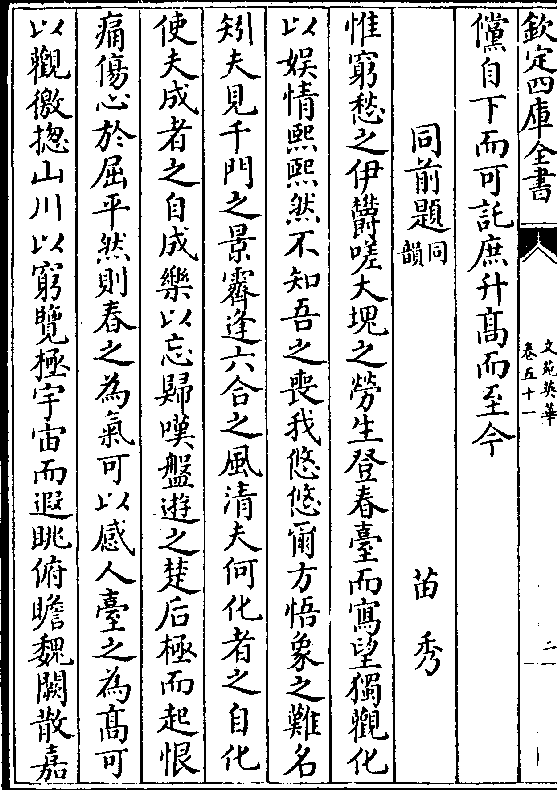 欽定四庫全書
文苑英華
卷五十一
二
儻自下而可託庶升髙而至今
同前題同韻
苗秀
惟窮愁之伊欝嗟大塊之勞生登春臺而寫望獨觀化
以娱情熙熙然不知吾之喪我悠悠爾方悟象之難名
矧夫見千門之景霽逢六合之風清夫何化者之自化
使夫成者之自成樂以忘歸嘆盤遊之楚后極而起恨
痛傷心於屈平然則春之為氣可以感人臺之為髙可
以觀徼揔山川以窮覽極宇宙而遐眺俯瞻魏闕散嘉